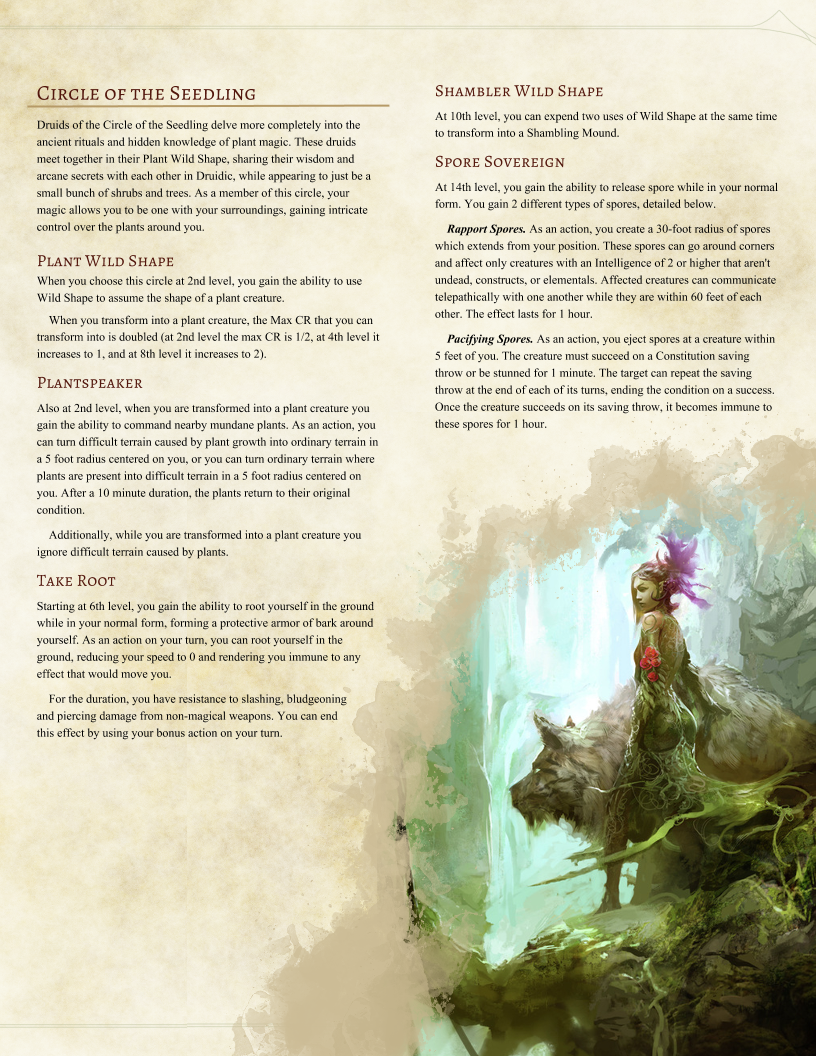 Circle of the Seedling
Druids of the Circle of the Seedling delve more completely into the
ancient rituals and hidden knowledge of plant magic. These druids
meet together in their Plant Wild Shape, sharing their wisdom and
arcane secrets with each other in Druidic, while appearing to just be a
small bunch of shrubs and trees. As a member of this circle, your
magic allows you to be one with your surroundings, gaining intricate
control over the plants around you.
Plant Wild Shape
When you choose this circle at 2nd level, you gain the ability to use
Wild Shape to assume the shape of a plant creature.
When you transform into a plant creature, the Max CR that you can
transform into is doubled (at 2nd level the max CR is 1/2, at 4th level it
increases to 1, and at 8th level it increases to 2).
Plantspeaker
Also at 2nd level, when you are transformed into a plant creature you
gain the ability to command nearby mundane plants. As an action, you
can turn difficult terrain caused by plant growth into ordinary terrain in
a 5 foot radius centered on you, or you can turn ordinary terrain where
plants are present into difficult terrain in a 5 foot radius centered on
you. After a 10 minute duration, the plants return to their original
condition.
Additionally, while you are transformed into a plant creature you
ignore difficult terrain caused by plants.
Take Root
Starting at 6th level, you gain the ability to root yourself in the ground
while in your normal form, forming a protective armor of bark around
yourself. As an action on your turn, you can root yourself in the
ground, reducing your speed to 0 and rendering you immune to any
effect that would move you.
For the duration, you have resistance to slashing, bludgeoning
and piercing damage from non-magical weapons. You can end
this effect by using your bonus action on your turn.
Shambler Wild Shape
At 10th level, you can expend two uses of Wild Shape at the same time
to transform into a Shambling Mound.
Spore Sovereign
At 14th level, you gain the ability to release spore while in your normal
form. You gain 2 different types of spores, detailed below.
Rapport Spores. As an action, you create a 30-foot radius of spores
which extends from your position. These spores can go around corners
and affect only creatures with an Intelligence of 2 or higher that aren't
undead, constructs, or elementals. Affected creatures can communicate
telepathically with one another while they are within 60 feet of each
other. The effect lasts for 1 hour.
Pacifying Spores. As an action, you eject spores at a creature within
5 feet of you. The creature must succeed on a Constitution saving
throw or be stunned for 1 minute. The target can repeat the saving
throw at the end of each of its turns, ending the condition on a success.
Once the creature succeeds on its saving throw, it becomes immune to
these spores for 1 hour.